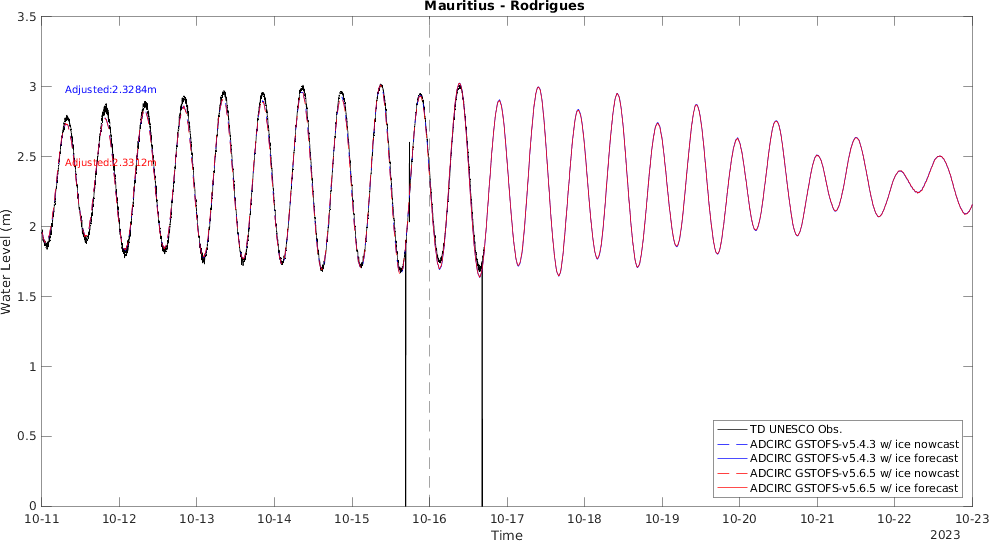 Mauritius - Rodrigues
3.5
3
2.5
2
1.5
1
0.5
0
Water Level (m)
Adjusted:2.3284m
Adjusted:2.3312m
TD UNESCO Obs.
ADCIRC GSTOFS-v5.4.3 w/ ice nowcast
ADCIRC GSTOFS-v5.4.3 w/ ice forecast
ADCIRC GSTOFS-v5.6.5 w/ ice nowcast
ADCIRC GSTOFS-v5.6.5 w/ ice forecast
10-11 10-12 10-13 10-14 10-15 10-16 10-17 10-18 10-19 10-20 10-21 10-22 10-23
Time
2023